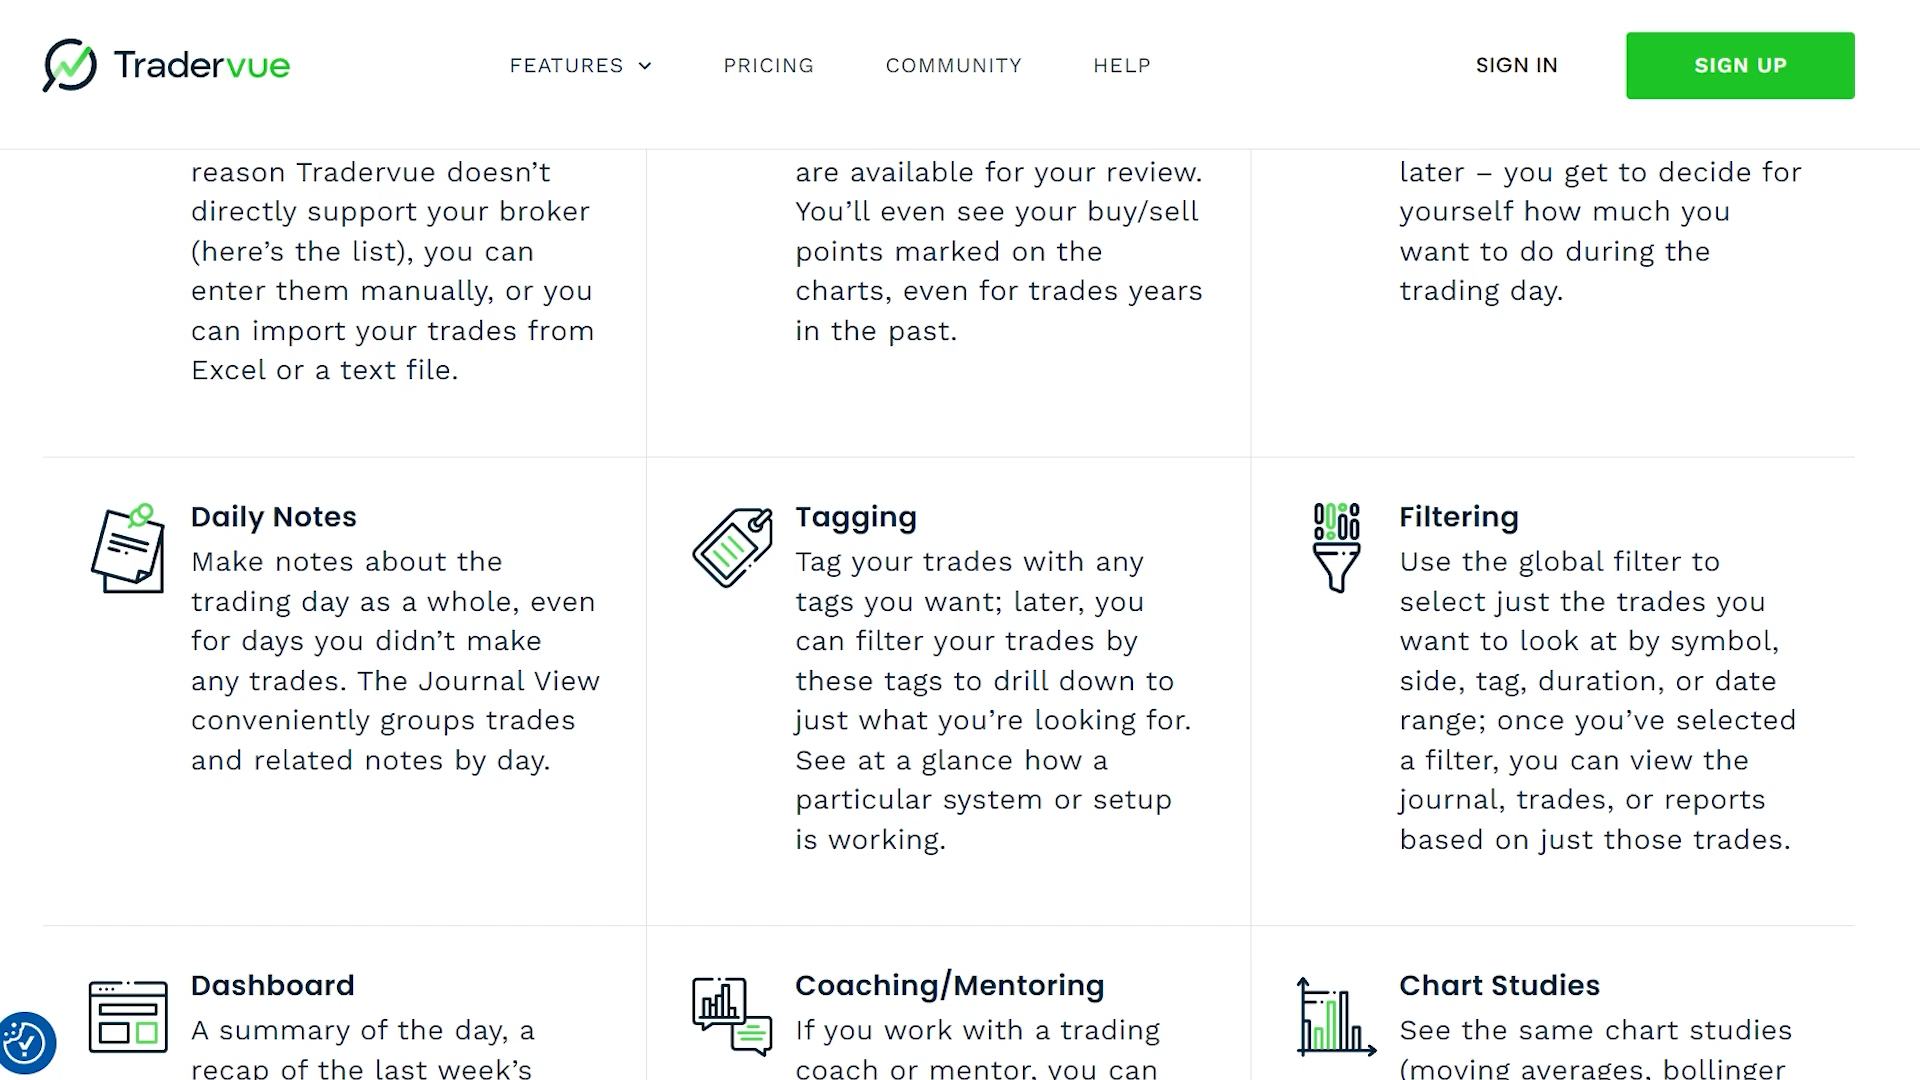 Tradervue
FEATURES
PRICING
COMMUNITY
HELP
SIGN IN
SIGN UP
reason Tradervue doesn’t
directly support your broker
(here’s the list), you can
enter them manually, or you
can import your trades from
Excel or a text file.
are available for your review.
You’ll even see your buy/sell
points marked on the
charts, even for trades years
in the past.
later – you get to decide for
yourself how much you
want to do during the
trading day.
Daily Notes
Make notes about the
trading day as a whole, even
for days you didn’t make
any trades. The Journal View
conveniently groups trades
and related notes by day.
Tagging
Tag your trades with any
tags you want; later, you
can filter your trades by
these tags to drill down to
just what you’re looking for.
See at a glance how a
particular system or setup
is working.
Filtering
Use the global filter to
select just the trades you
want to look at by symbol,
side, tag, duration, or date
range; once you’ve selected
a filter, you can view the
journal, trades, or reports
based on just those trades.
Dashboard
A summary of the day, a
recap of the last week’s
Coaching/Mentoring
If you work with a trading
coach or mentor, you can
Chart Studies
See the same chart studies
(moving averages, bollinger